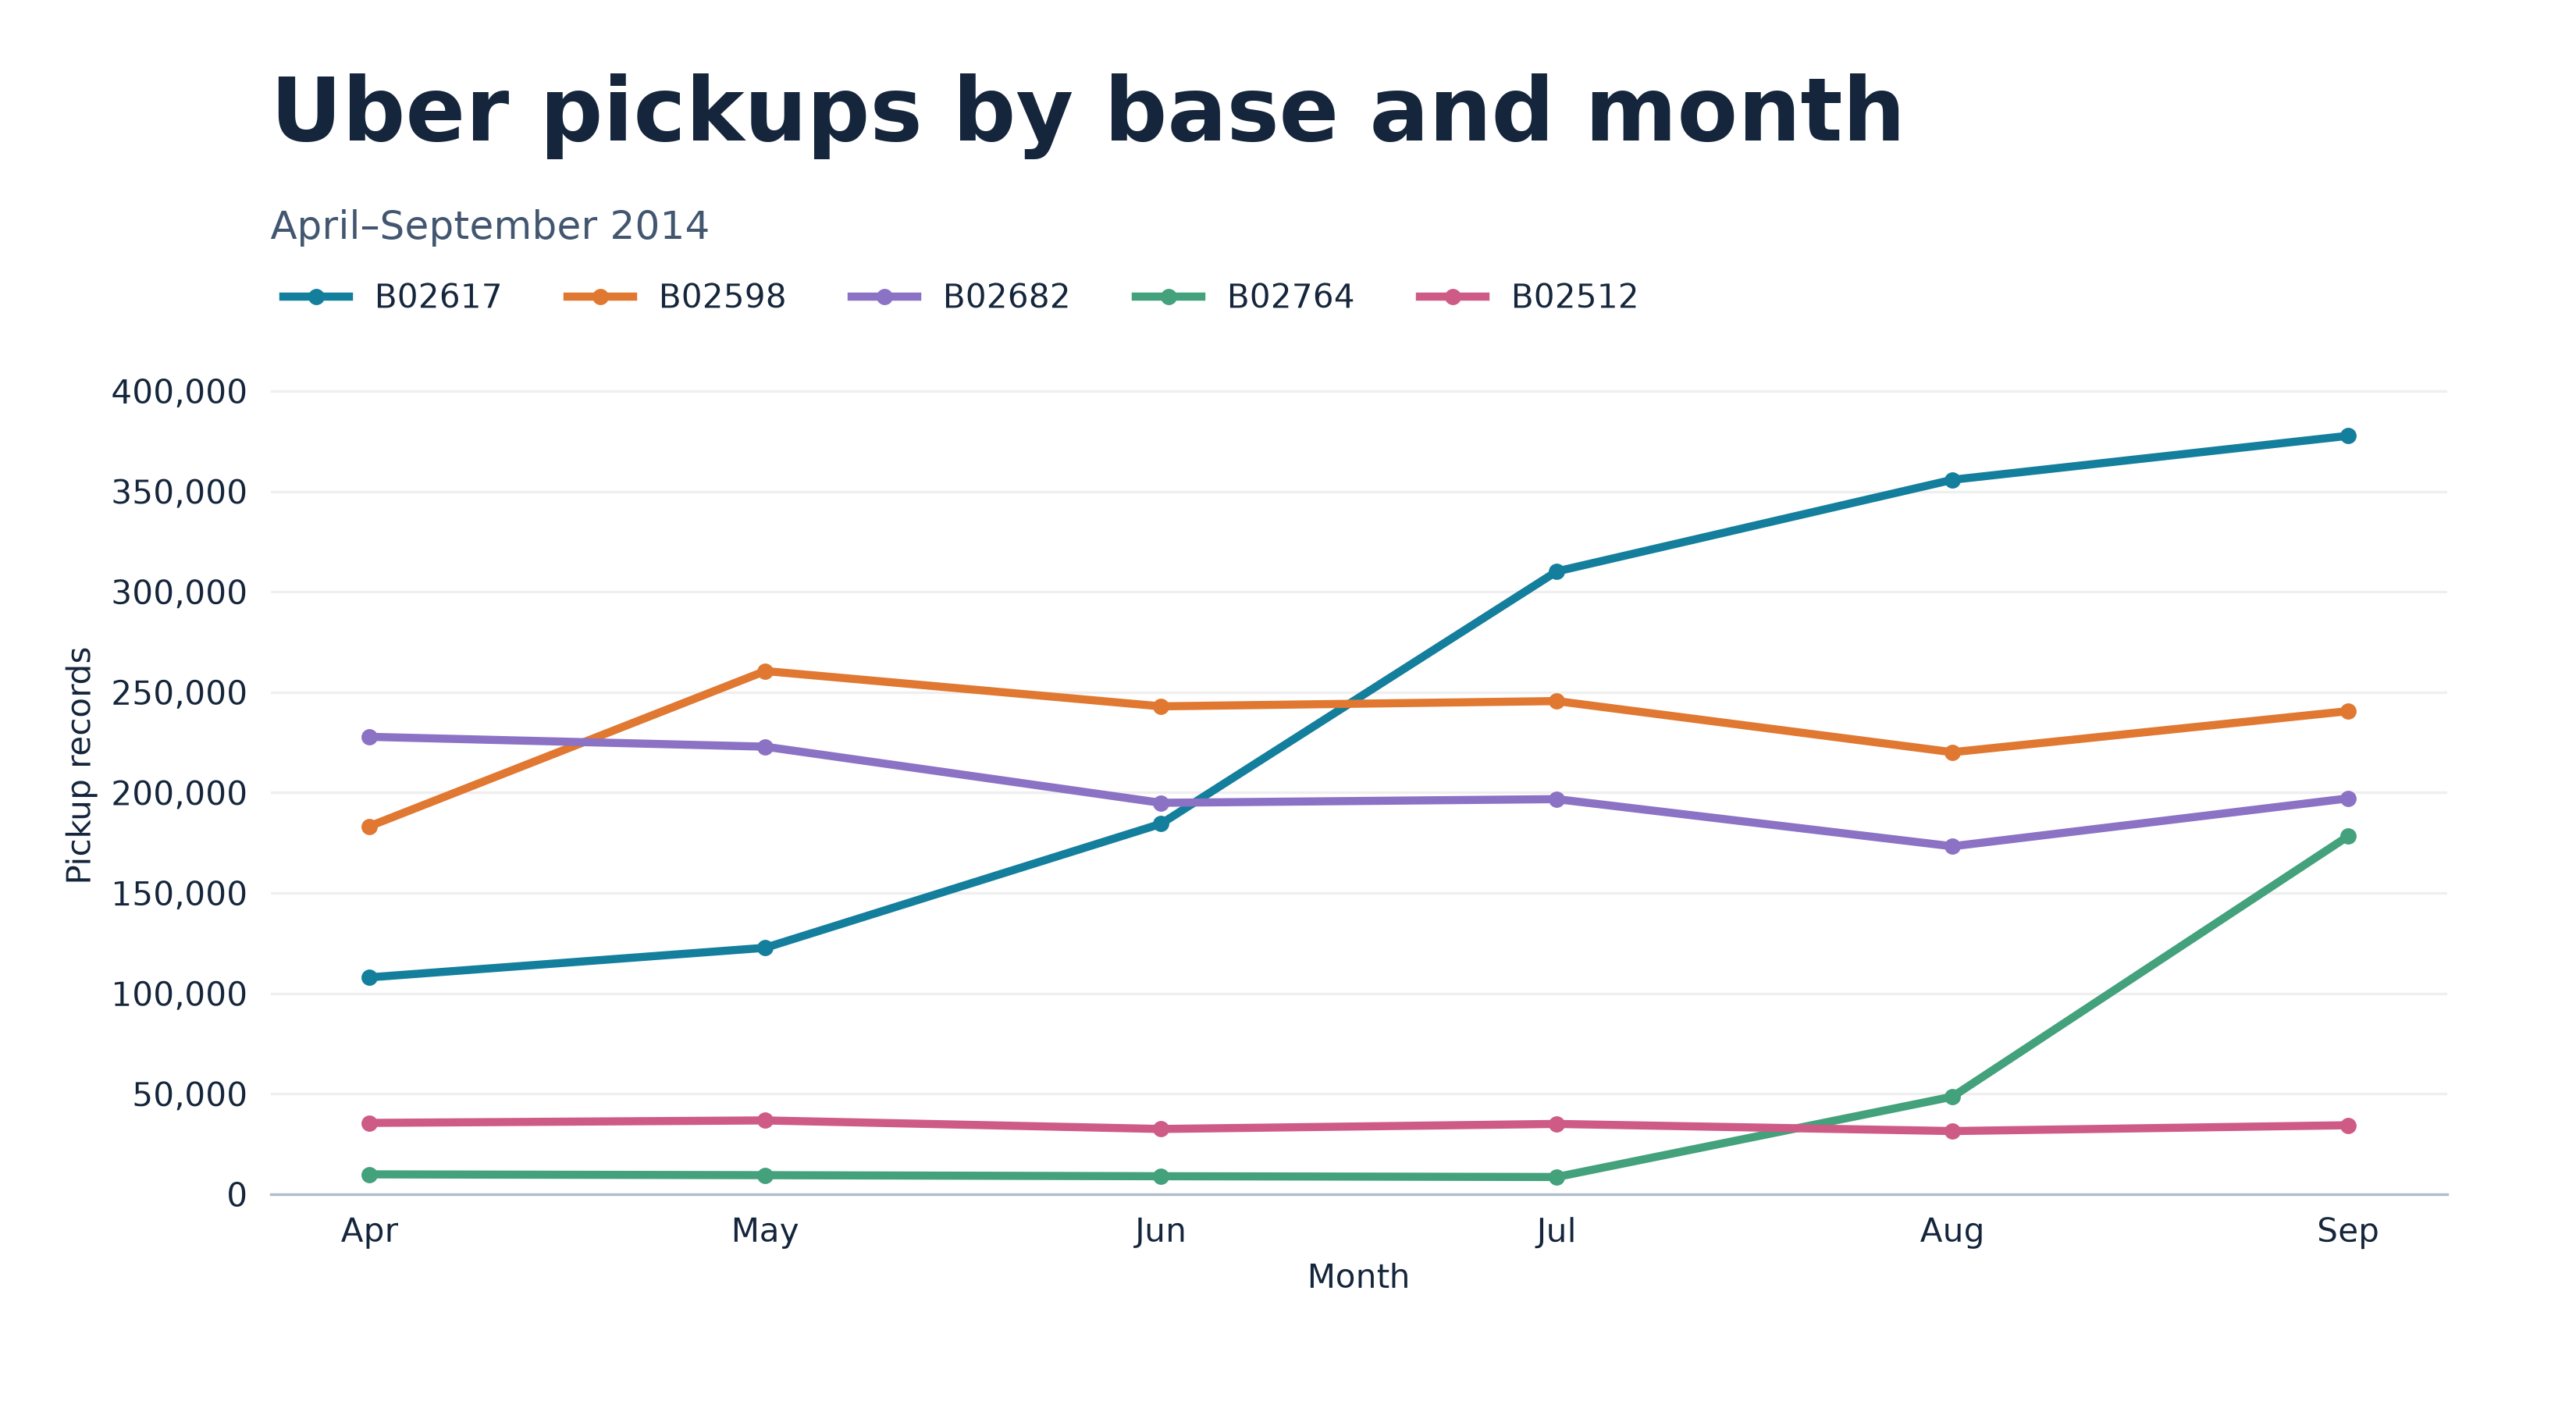 Uber pickups by base and month
April–September 2014
B02617 B02598 B02682 B02764 B02512
Pickup records
400,000
350,000
300,000
250,000
200,000
150,000
100,000
50,000
0
Apr May Jun Jul Aug Sep
Month